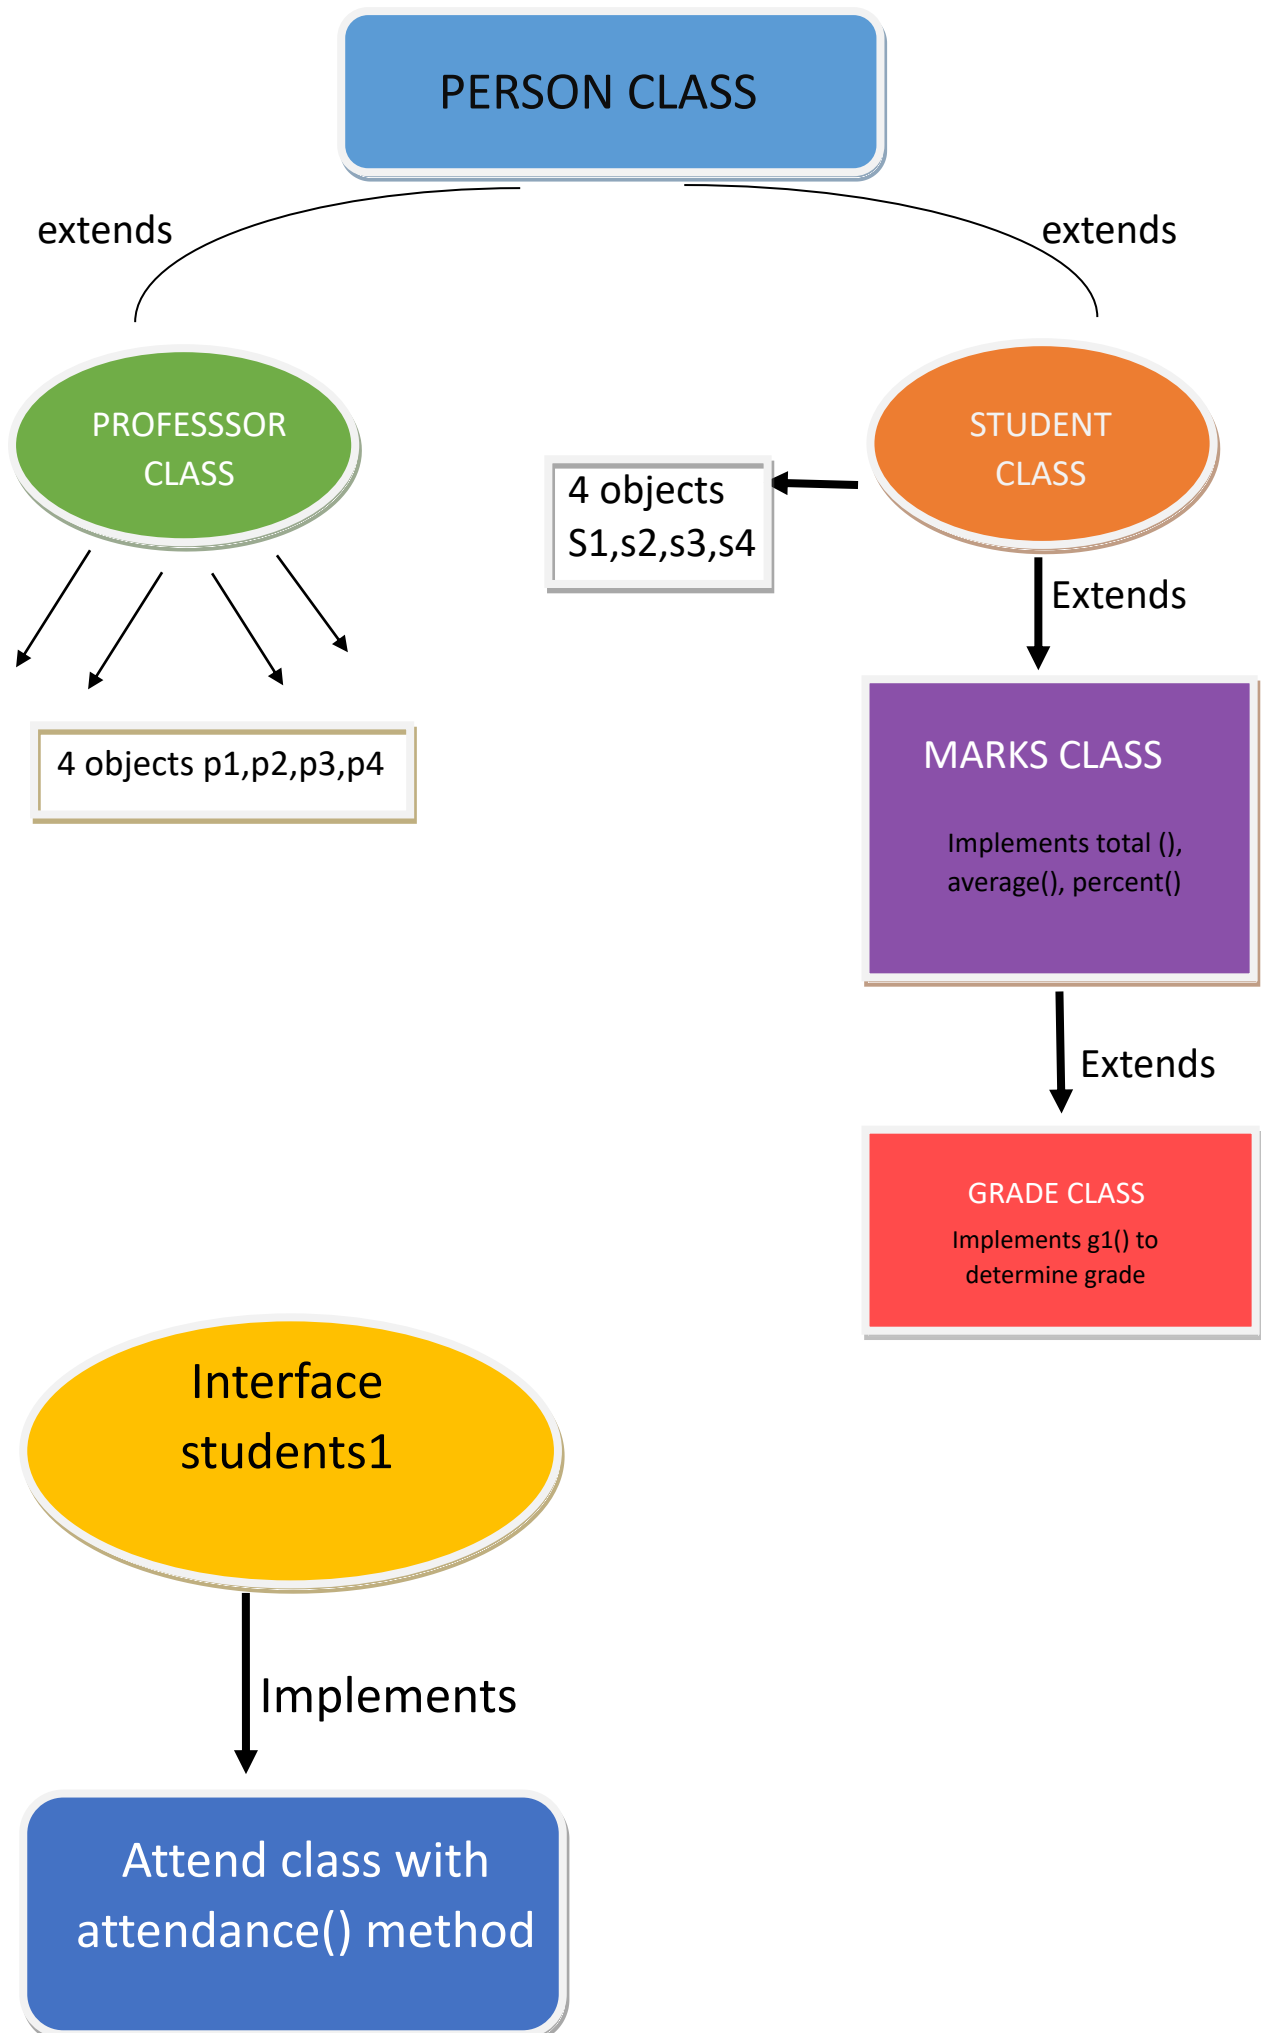 PERSON CLASS
extends
extends
PROFESSSOR
CLASS
STUDENT
CLASS
4 objects
S1,s2,s3,s4
Extends
4 objects p1,p2,p3,p4
MARKS CLASS
Implements total (),
average(), percent()
Extends
GRADE CLASS
Implements g1() to
determine grade
Interface
students1
Implements
Attend class with
attendance() method